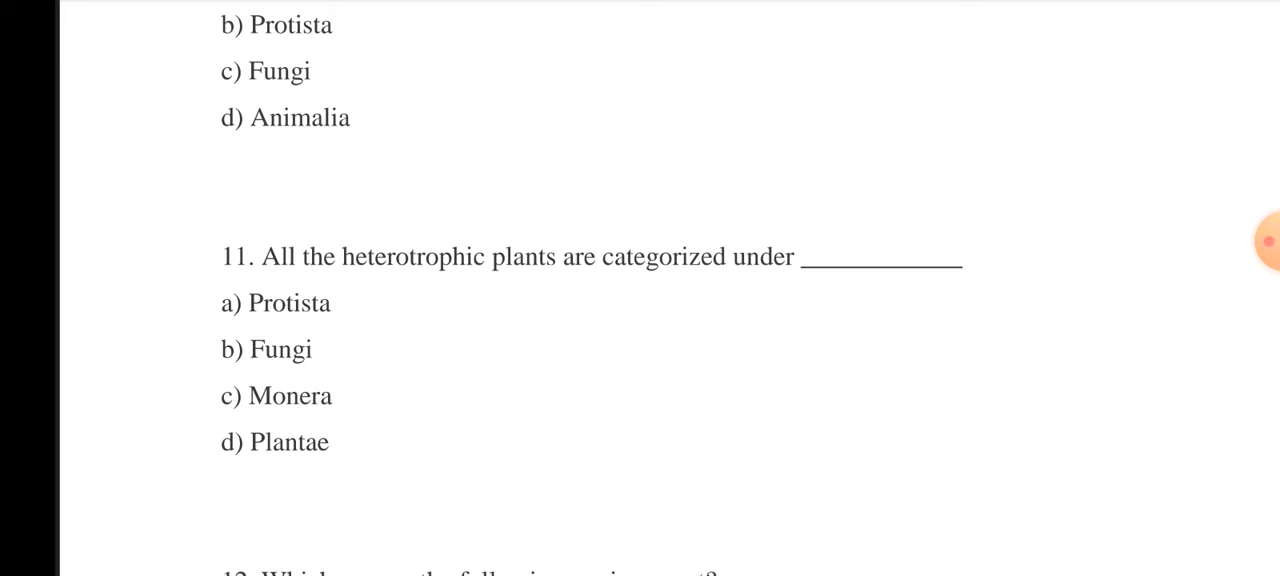 b) Protista
c) Fungi
d) Animalia
11. All the heterotrophic plants are categorized under ____________
a) Protista
b) Fungi
c) Monera
d) Plantae